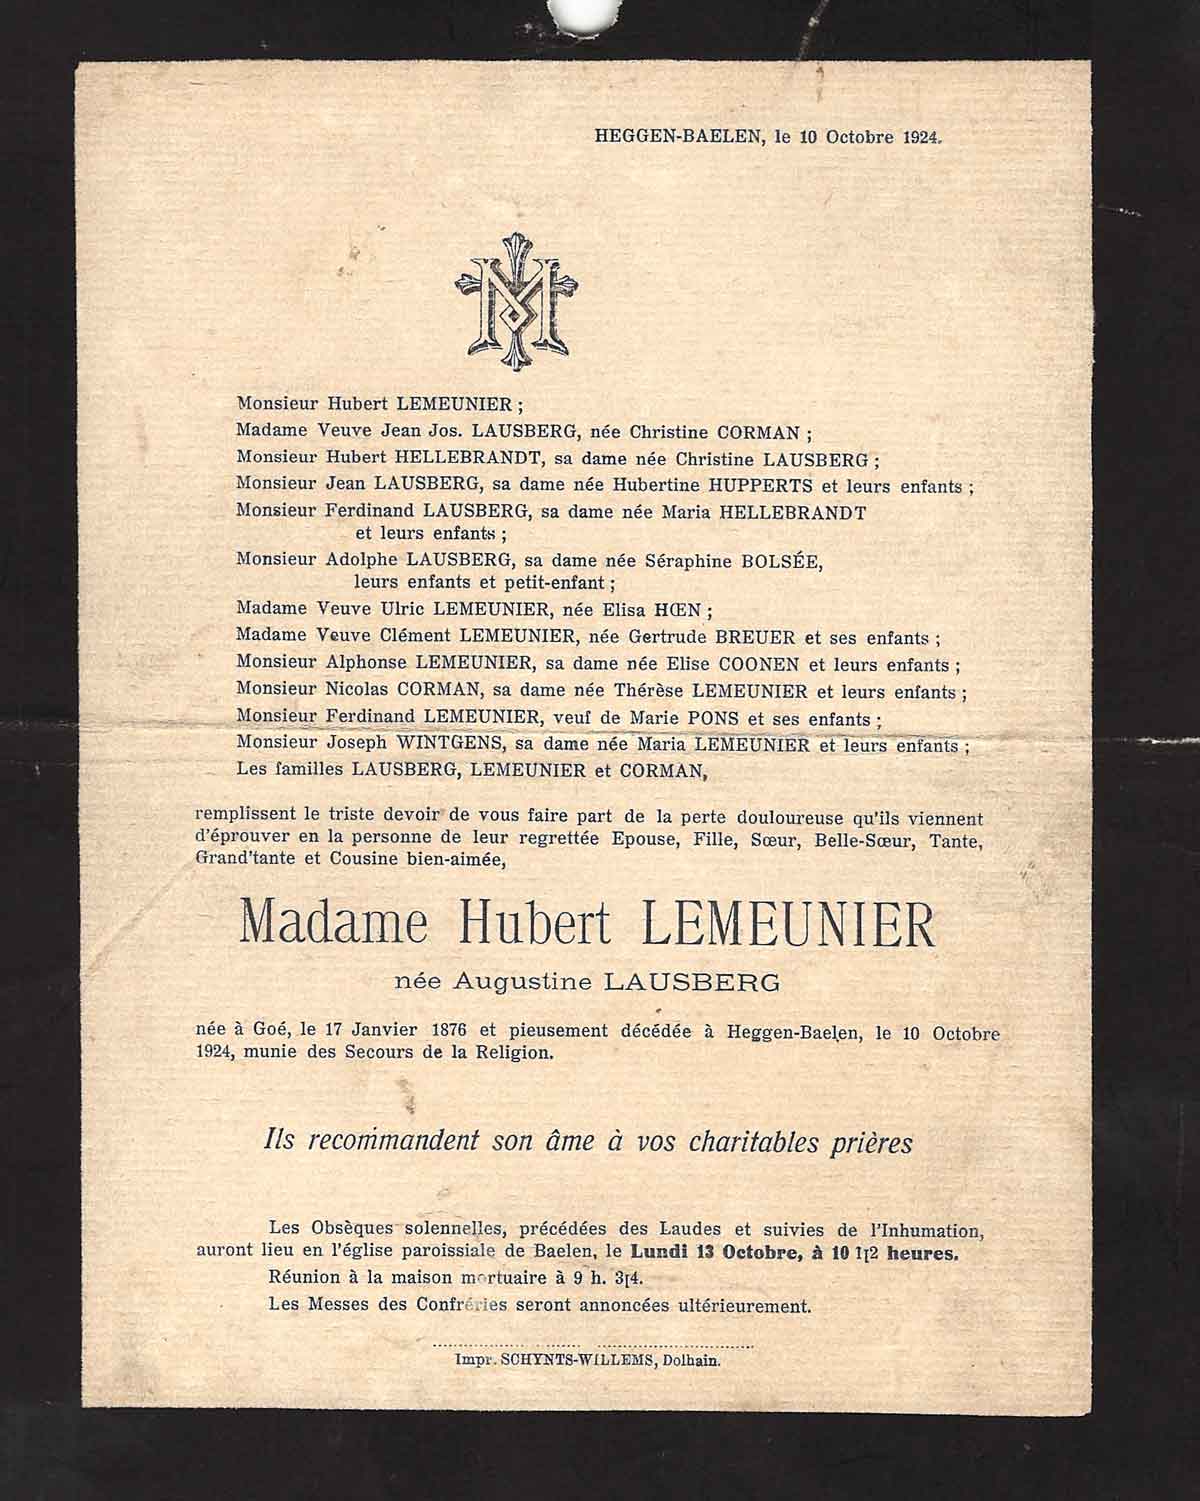 HEGGEN-BAELEN, le 10 Octobre 1924.
M
Monsieur Hubert LEMEUNIER ;
Madame Veuve Jean Jos. LAUSBERG, née Christine CORMAN ;
Monsieur Hubert HELLEBRANDT, sa dame née Christine LAUSBERG ;
Monsieur Jean LAUSBERG, sa dame née Hubertine HUPPERTS et leurs enfants ;
Monsieur Ferdinand LAUSBERG, sa dame née Maria HELLEBRANDT
et leurs enfants ;
Monsieur Adolphe LAUSBERG, sa dame née Séraphine BOLSÉE,
leurs enfants et petit-enfant ;
Madame Veuve Ulric LEMEUNIER, née Elisa HŒN ;
Madame Veuve Clément LEMEUNIER, née Gertrude BREUER et ses enfants ;
Monsieur Alphonse LEMEUNIER, sa dame née Elise COONEN et leurs enfants ;
Monsieur Nicolas CORMAN, sa dame née Thérèse LEMEUNIER et leurs enfants ;
Monsieur Ferdinand LEMEUNIER, veuf de Marie PONS et ses enfants ;
Monsieur Joseph WINTGENS, sa dame née Maria LEMEUNIER et leurs enfants ;
Les familles LAUSBERG, LEMEUNIER et CORMAN,
remplissent le triste devoir de vous faire part de la perte douloureuse qu'ils viennent
d'éprouver en la personne de leur regrettée Epouse, Fille, Sœur, Belle-Sœur, Tante,
Grand'tante et Cousine bien-aimée,
Madame Hubert LEMEUNIER
née Augustine LAUSBERG
née à Goé, le 17 Janvier 1876 et pieusement décédée à Heggen-Baelen, le 10 Octobre
1924, munie des Secours de la Religion.
Ils recommandent son âme à vos charitables prières
Les Obsèques solennelles, précédées des Laudes et suivies de l'Inhumation,
auront lieu en l'église paroissiale de Baelen, le Lundi 13 Octobre, à 10 1|2 heures.
Réunion à la maison mortuaire à 9 h. 3|4.
Les Messes des Confréries seront annoncées ultérieurement.
Impr. SCHYNTS-WILLEMS, Dolhain.